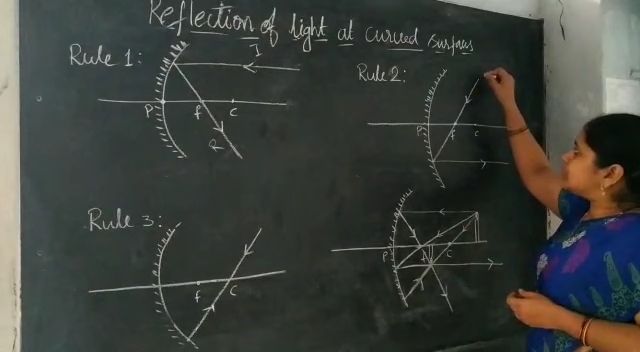 Reflection of light at curved surfaces
Rule 1:
I
P f C
R
Rule 2:
P f C
Rule 3:
f C
P f C